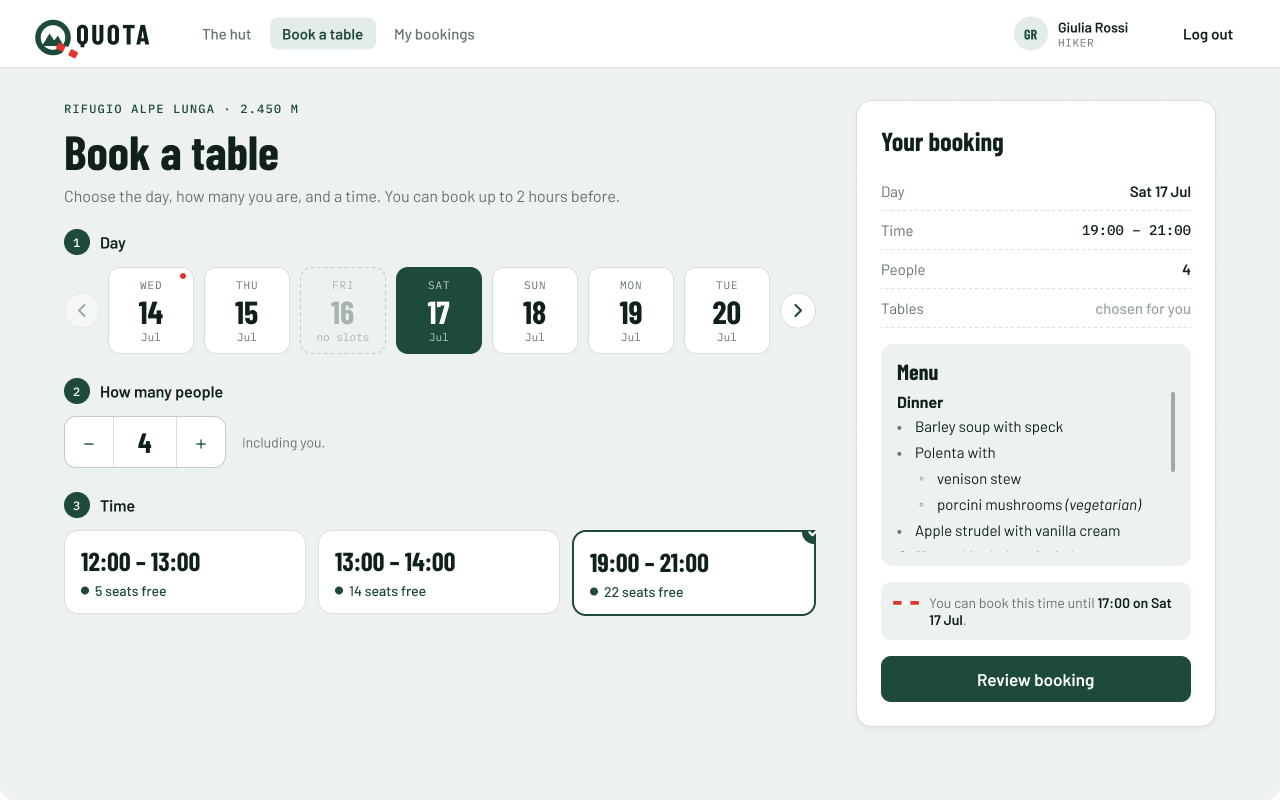 QUOTA
The hut
Book a table
My bookings
GR
Giulia Rossi
HIKER
Log out
RIFUGIO ALPE LUNGA · 2.450 M
Book a table
Choose the day, how many you are, and a time. You can book up to 2 hours before.
1 Day
WED 14 Jul
THU 15 Jul
FRI 16 no slots
SAT 17 Jul
SUN 18 Jul
MON 19 Jul
TUE 20 Jul
2 How many people
− 4 +
Including you.
3 Time
12:00 – 13:00
5 seats free
13:00 – 14:00
14 seats free
19:00 – 21:00
22 seats free
Your booking
Day Sat 17 Jul
Time 19:00 – 21:00
People 4
Tables chosen for you
Menu
Dinner
• Barley soup with speck
• Polenta with
◦ venison stew
◦ porcini mushrooms (vegetarian)
• Apple strudel with vanilla cream
You can book this time until 17:00 on Sat
17 Jul.
Review booking